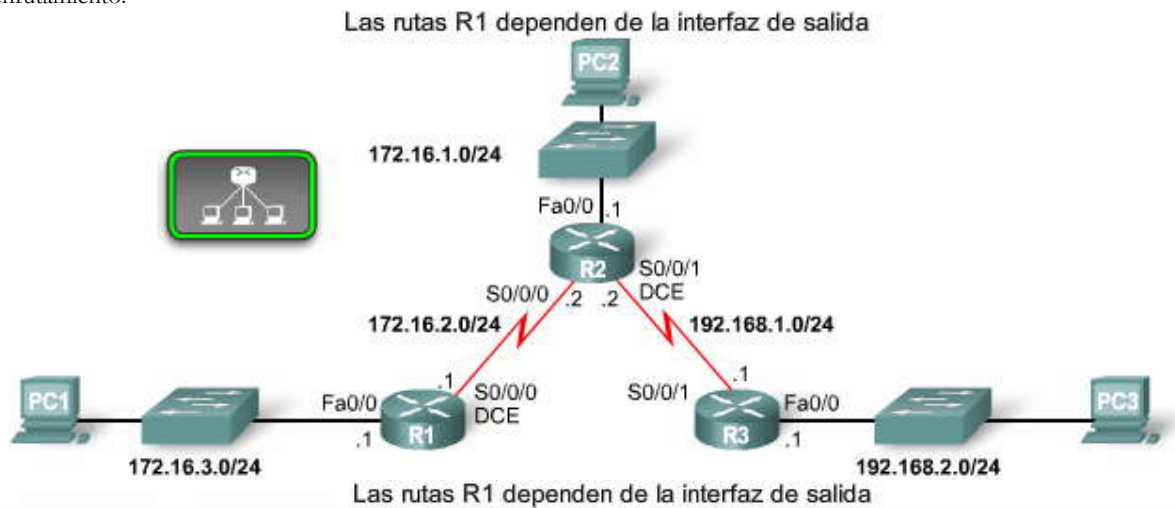 Las rutas R1 dependen de la interfaz de salida
PC2
172.16.1.0/24
Fa0/0
.1
R2
S0/0/1
DCE
S0/0/0
.2
.2
172.16.2.0/24
192.168.1.0/24
PC1
Fa0/0
.1
S0/0/0
DCE
.1
R1
172.16.3.0/24
S0/0/1
.1
Fa0/0
.1
R3
PC3
192.168.2.0/24
Las rutas R1 dependen de la interfaz de salida